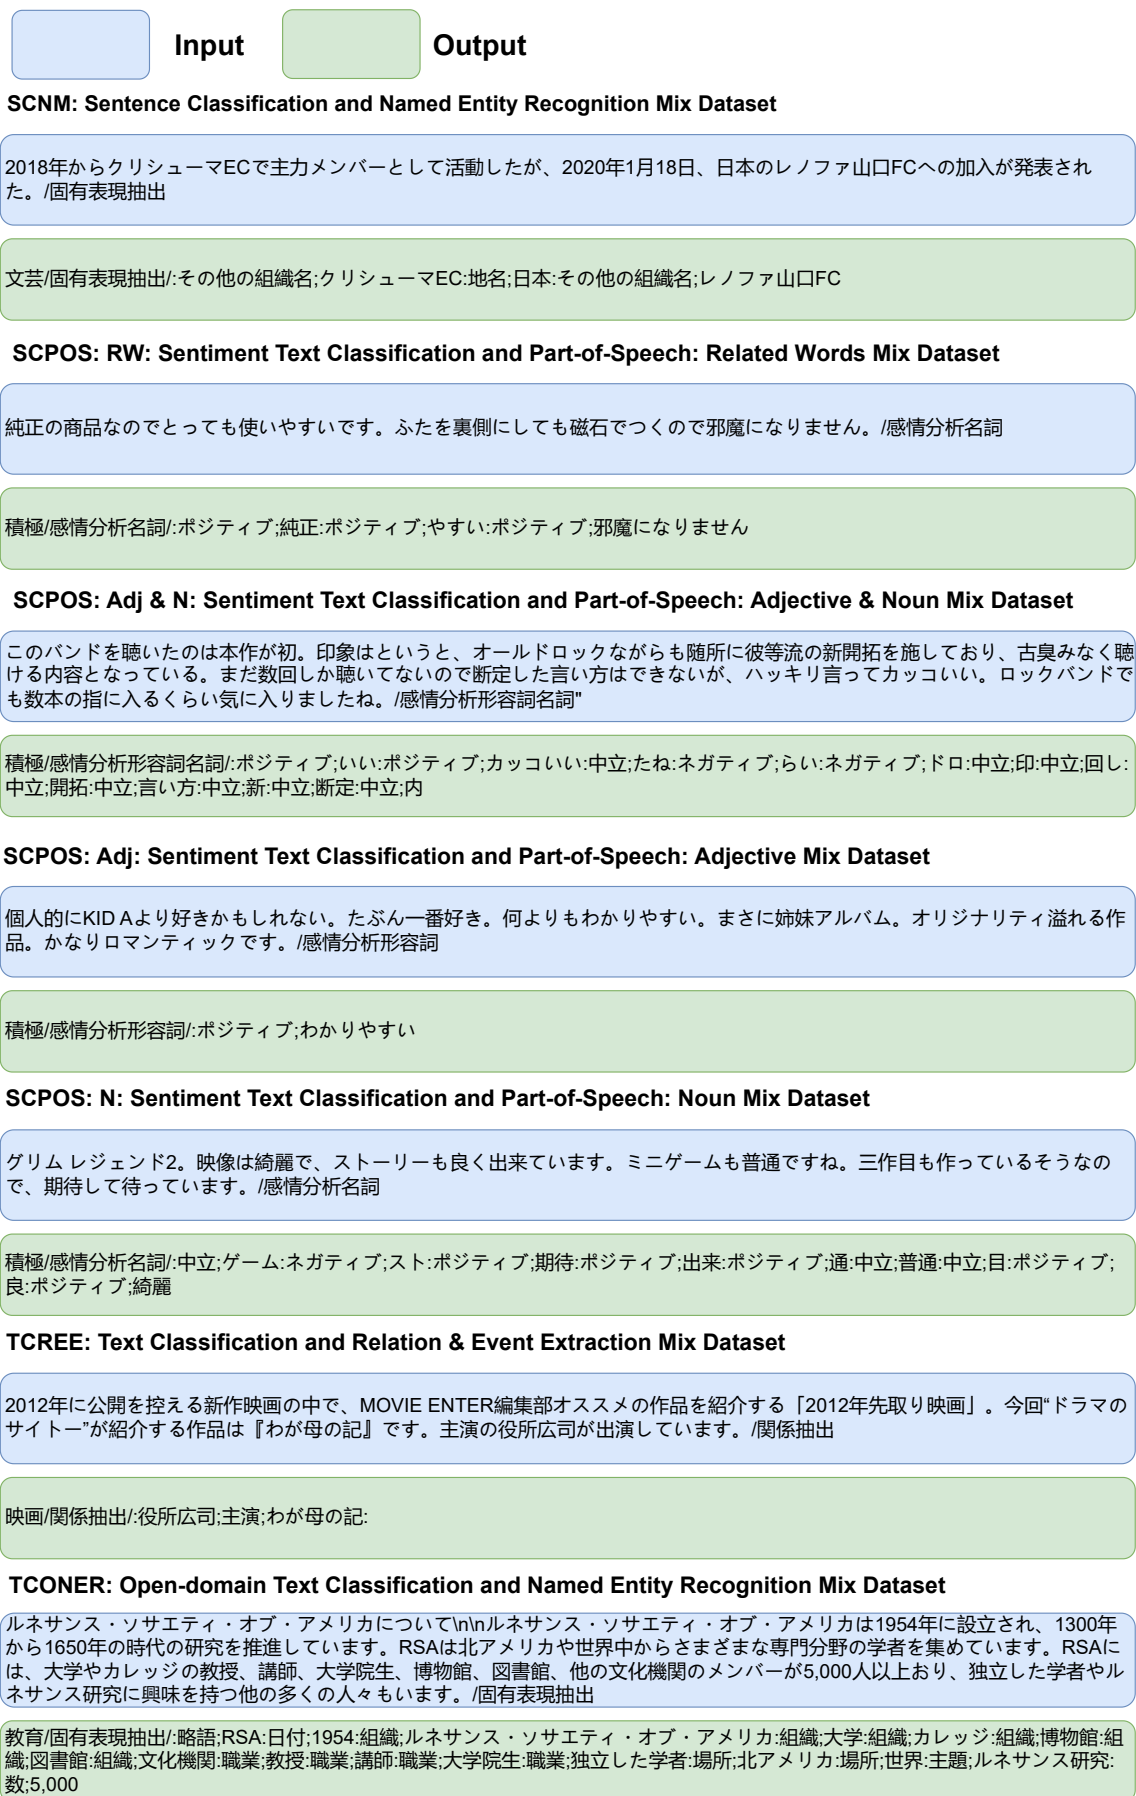 Input
Output
SCNM: Sentence Classification and Named Entity Recognition Mix Dataset
2018年からクリシューマECで主力メンバーとして活動したが、2020年1月18日、日本のレノファ山口FCへの加入が発表され
た。/固有表現抽出
文芸/固有表現抽出/:その他の組織名;クリシューマEC:地名;日本:その他の組織名;レノファ山口FC
SCPOS: RW: Sentiment Text Classification and Part-of-Speech: Related Words Mix Dataset
純正の商品なのでとっても使いやすいです。ふたを裏側にしても磁石でつくので邪魔になりません。/感情分析名詞
積極/感情分析名詞/:ポジティブ;純正:ポジティブ;やすい:ポジティブ;邪魔になりません
SCPOS: Adj & N: Sentiment Text Classification and Part-of-Speech: Adjective & Noun Mix Dataset
このバンドを聴いたのは本作が初。印象はというと、オールドロックながらも随所に彼等流の新開拓を施しており、古臭みなく聴
ける内容となっている。まだ数回しか聴いてないので断定した言い方はできないが、ハッキリ言ってカッコいい。ロックバンドで
も数本の指に入るくらい気に入りましたね。/感情分析形容詞名詞"
積極/感情分析形容詞名詞/:ポジティブ;いい:ポジティブ;カッコいい:中立;たね:ネガティブ;らい:ネガティブ;ドロ:中立;印:中立;回し:
中立;開拓:中立;言い方:中立;新:中立;断定:中立;内
SCPOS: Adj: Sentiment Text Classification and Part-of-Speech: Adjective Mix Dataset
個人的にKID Aより好きかもしれない。たぶん一番好き。何よりもわかりやすい。まさに姉妹アルバム。オリジナリティ溢れる作
品。かなりロマンティックです。/感情分析形容詞
積極/感情分析形容詞/:ポジティブ;わかりやすい
SCPOS: N: Sentiment Text Classification and Part-of-Speech: Noun Mix Dataset
グリム レジェンド2。映像は綺麗で、ストーリーも良く出来ています。ミニゲームも普通ですね。三作目も作っているそうなの
で、期待して待っています。/感情分析名詞
積極/感情分析名詞/:中立;ゲーム:ネガティブ;スト:ポジティブ;期待:ポジティブ;出来:ポジティブ;通:中立;普通:中立;目:ポジティブ;
良:ポジティブ;綺麗
TCREE: Text Classification and Relation & Event Extraction Mix Dataset
2012年に公開を控える新作映画の中で、MOVIE ENTER編集部オススメの作品を紹介する「2012年先取り映画」。今回“ドラマの
サイトー”が紹介する作品は『わが母の記』です。主演の役所広司が出演しています。/関係抽出
映画/関係抽出/:役所広司;主演;わが母の記:
TCONER: Open-domain Text Classification and Named Entity Recognition Mix Dataset
ルネサンス・ソサエティ・オブ・アメリカについて\n\nルネサンス・ソサエティ・オブ・アメリカは1954年に設立され、1300年
から1650年の時代の研究を推進しています。RSAは北アメリカや世界中からさまざまな専門分野の学者を集めています。RSAに
は、大学やカレッジの教授、講師、大学院生、博物館、図書館、他の文化機関のメンバーが5,000人以上おり、独立した学者やル
ネサンス研究に興味を持つ他の多くの人々もいます。/固有表現抽出
教育/固有表現抽出/:略語;RSA:日付;1954:組織;ルネサンス・ソサエティ・オブ・アメリカ:組織;大学:組織;カレッジ:組織;博物館:組
織;図書館:組織;文化機関:職業;教授:職業;講師:職業;大学院生:職業;独立した学者:場所;北アメリカ:場所;世界:主題;ルネサンス研究:
数;5,000